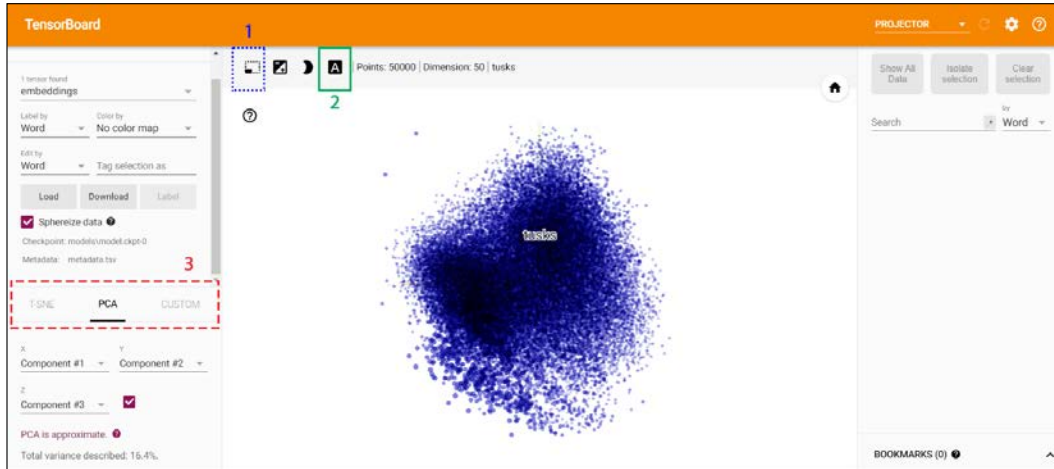 TensorBoard
PROJECTOR
1
1 tensor found
embeddings
Label by
Color by
Word
No color map
Edit by
Word
Tag selection as
Load
Download
Label
Sphereize data
Checkpoint: models\model.ckpt-0
Metadata: metadata.tsv
3
T-SNE
PCA
CUSTOM
X
Y
Component #1
Component #2
Z
Component #3
PCA is approximate.
Total variance described: 16.4%.
A
Points: 50000 | Dimension: 50 | tusks
2
tusks
Show All
Data
Isolate
selection
Clear
selection
by
Search
Word
BOOKMARKS (0)